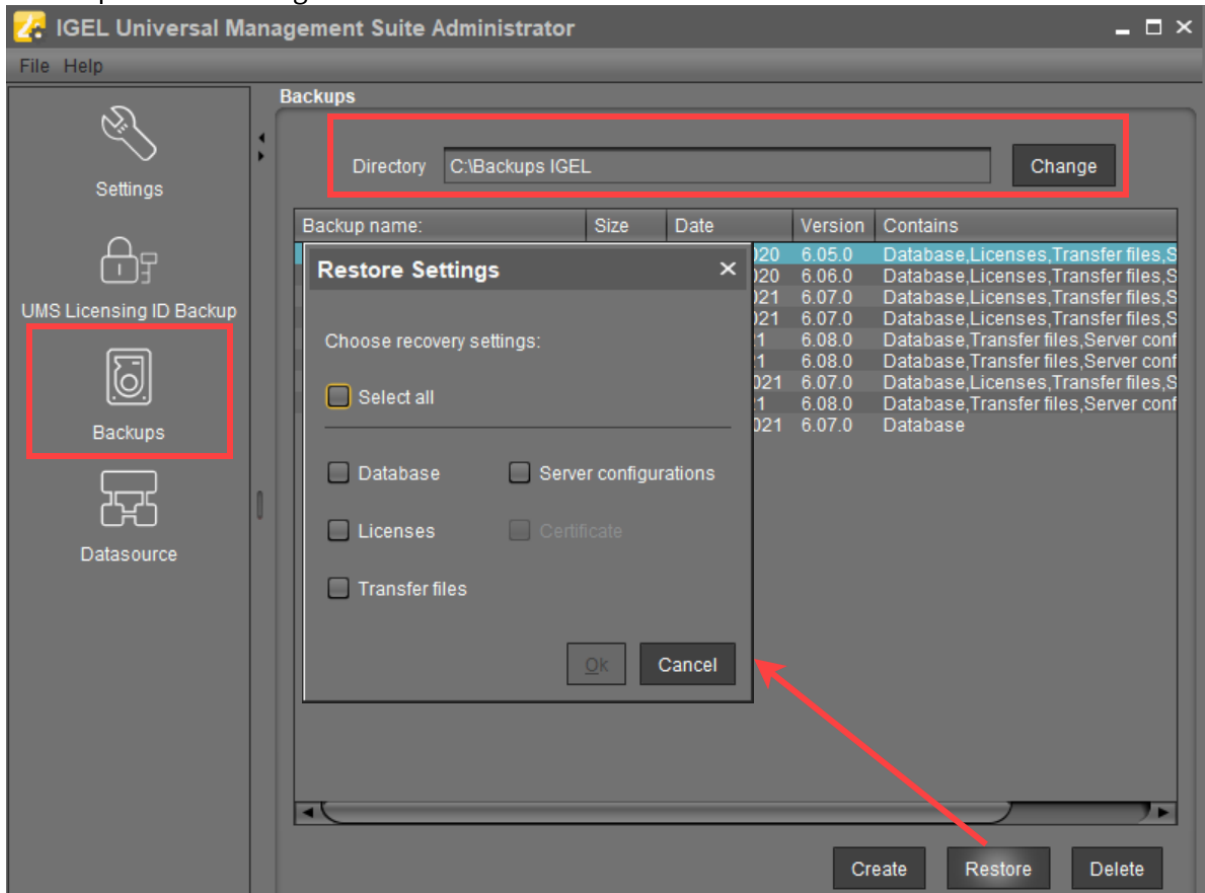 IGEL Universal Management Suite Administrator
File Help
Settings
UMS Licensing ID Backup
Backups
Datasource
Backups
Directory C:\Backups IGEL Change
Backup name: Size Date Version Contains
020 6.05.0 Database,Licenses,Transfer files,S
020 6.06.0 Database,Licenses,Transfer files,S
021 6.07.0 Database,Licenses,Transfer files,S
021 6.07.0 Database,Licenses,Transfer files,S
1 6.08.0 Database,Transfer files,Server conf
1 6.08.0 Database,Transfer files,Server conf
021 6.07.0 Database,Licenses,Transfer files,S
1 6.08.0 Database,Transfer files,Server conf
021 6.07.0 Database
Restore Settings
Choose recovery settings:
Select all
Database Server configurations
Licenses Certificate
Transfer files
Ok Cancel
Create Restore Delete